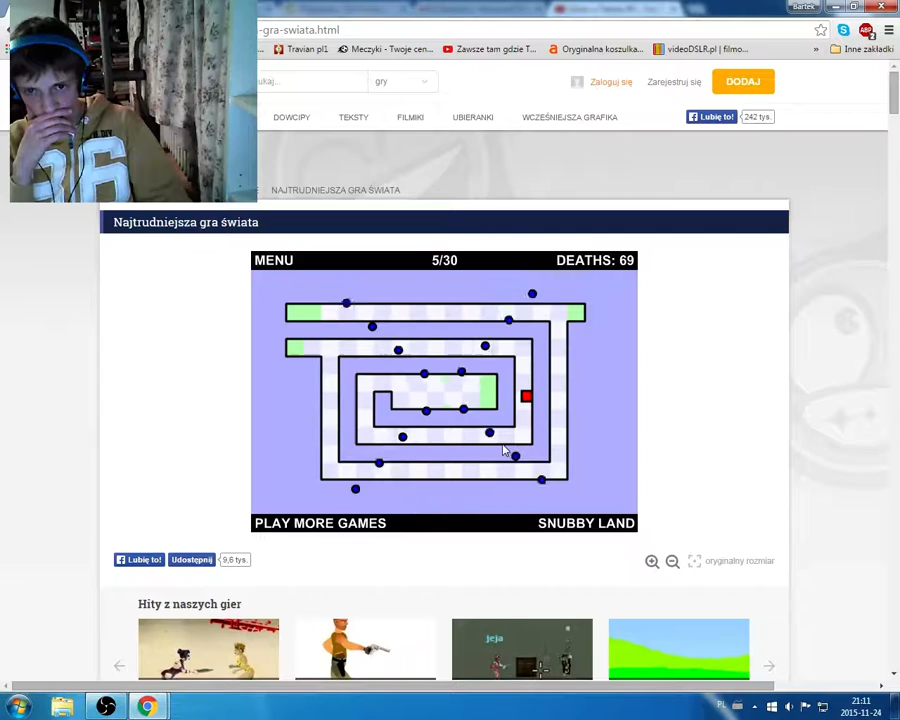 Bartek
-gra-swiata.html
ABP
2
Travian pl1
Meczyki - Twoje cen...
Zawsze tam gdzie T...
Oryginalna koszulka...
videoDSLR.pl | filmo...
»
Inne zakładki
ukaj...
gry
Zaloguj się
Zarejestruj się
DODAJ
DOWCIPY
TEKSTY
FILMIKI
UBIERANKI
WCZEŚNIEJSZA GRAFIKA
Lubię to!
242 tys.
NAJTRUDNIEJSZA GRA ŚWIATA
Najtrudniejsza gra świata
MENU
5/30
DEATHS: 69
PLAY MORE GAMES
SNUBBY LAND
Lubię to!
Udostępnij
9,6 tys.
oryginalny rozmiar
Hity z naszych gier
jeja
PL
21:11
2015-11-24